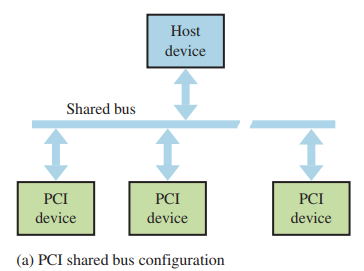 Host
device
Shared bus
PCI
device
PCI
device
PCI
device
(a) PCI shared bus configuration